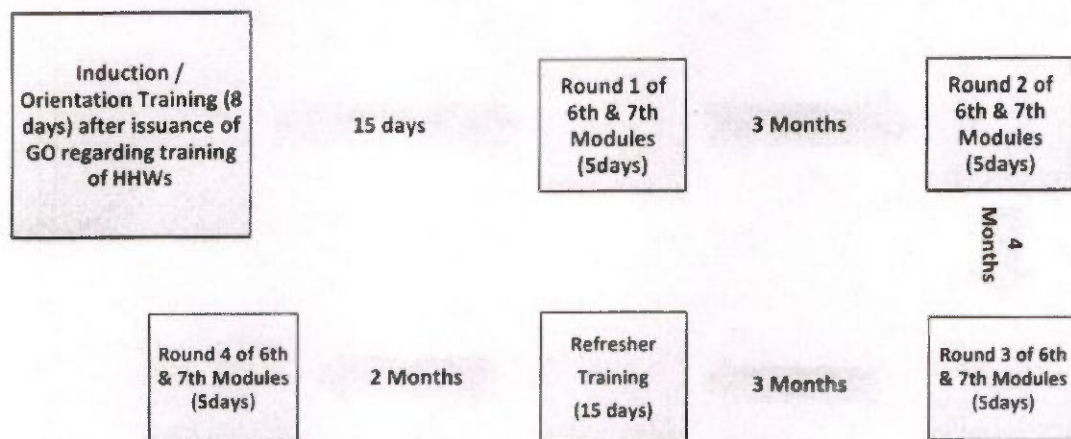 Induction /
Orientation Training (8
days) after issuance of
GO regarding training
of HHWs
15 days
Round 1 of
6th & 7th
Modules
(5days)
3 Months
Round 2 of
6th & 7th
Modules
(5days)
4
Months
Round 3 of 6th
& 7th Modules
(5days)
3 Months
Refresher
Training
(15 days)
2 Months
Round 4 of 6th
& 7th Modules
(5days)